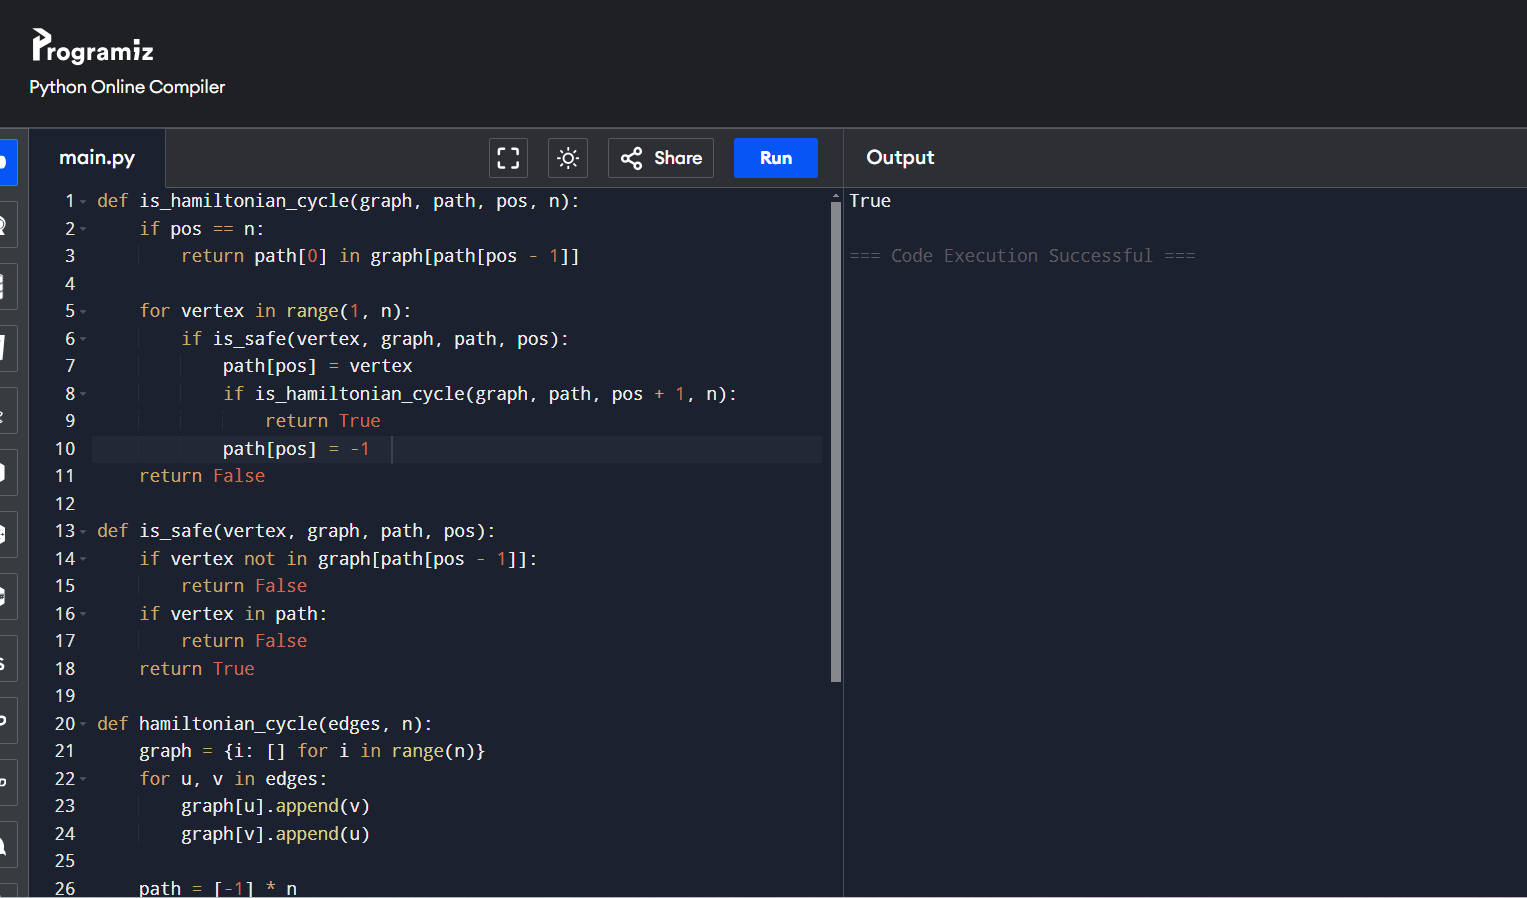 Programiz
Python Online Compiler
main.py
Share
Run
Output
1 def is_hamiltonian_cycle(graph, path, pos, n):
2     if pos == n:
3         return path[0] in graph[path[pos - 1]]
4
5     for vertex in range(1, n):
6         if is_safe(vertex, graph, path, pos):
7             path[pos] = vertex
8             if is_hamiltonian_cycle(graph, path, pos + 1, n):
9                 return True
10             path[pos] = -1
11     return False
12
13 def is_safe(vertex, graph, path, pos):
14     if vertex not in graph[path[pos - 1]]:
15         return False
16     if vertex in path:
17         return False
18     return True
19
20 def hamiltonian_cycle(edges, n):
21     graph = {i: [] for i in range(n)}
22     for u, v in edges:
23         graph[u].append(v)
24         graph[v].append(u)
25
26     path = [-1] * n
True
=== Code Execution Successful ===